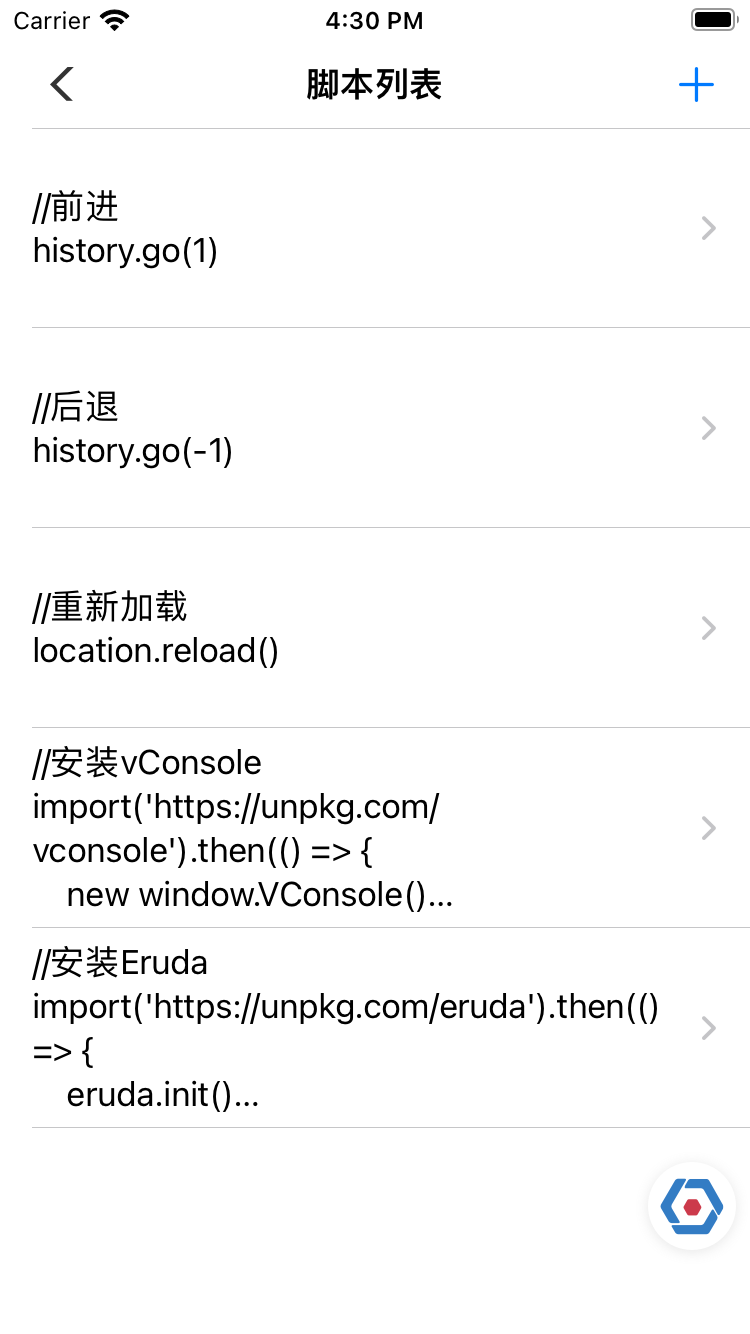 Carrier 4:30 PM
脚本列表
//前进
history.go(1)
//后退
history.go(-1)
//重新加载
location.reload()
//安装vConsole
import('https://unpkg.com/
vconsole').then(() => {
    new window.VConsole()...
//安装Eruda
import('https://unpkg.com/eruda').then(()
=> {
    eruda.init()...